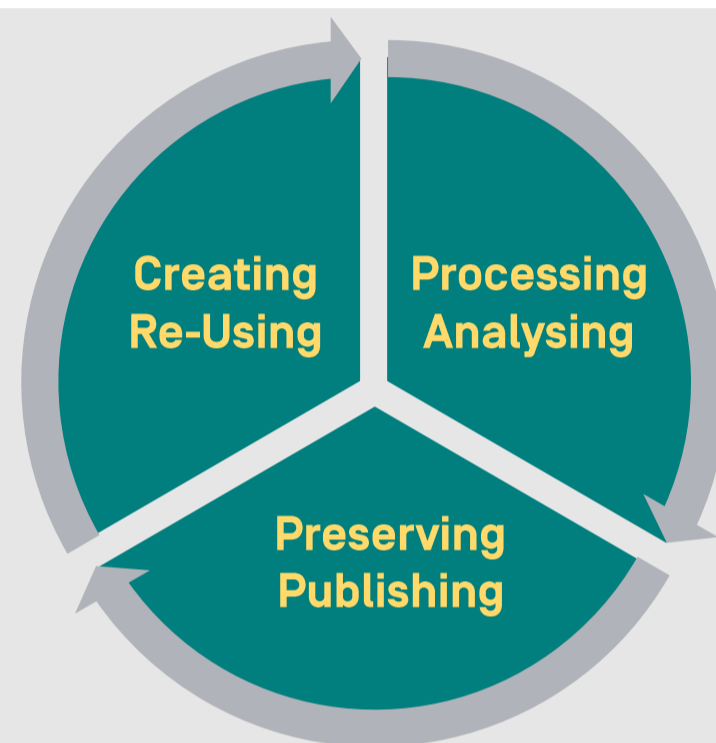 Creating
Re-Using
Processing
Analysing
Preserving
Publishing